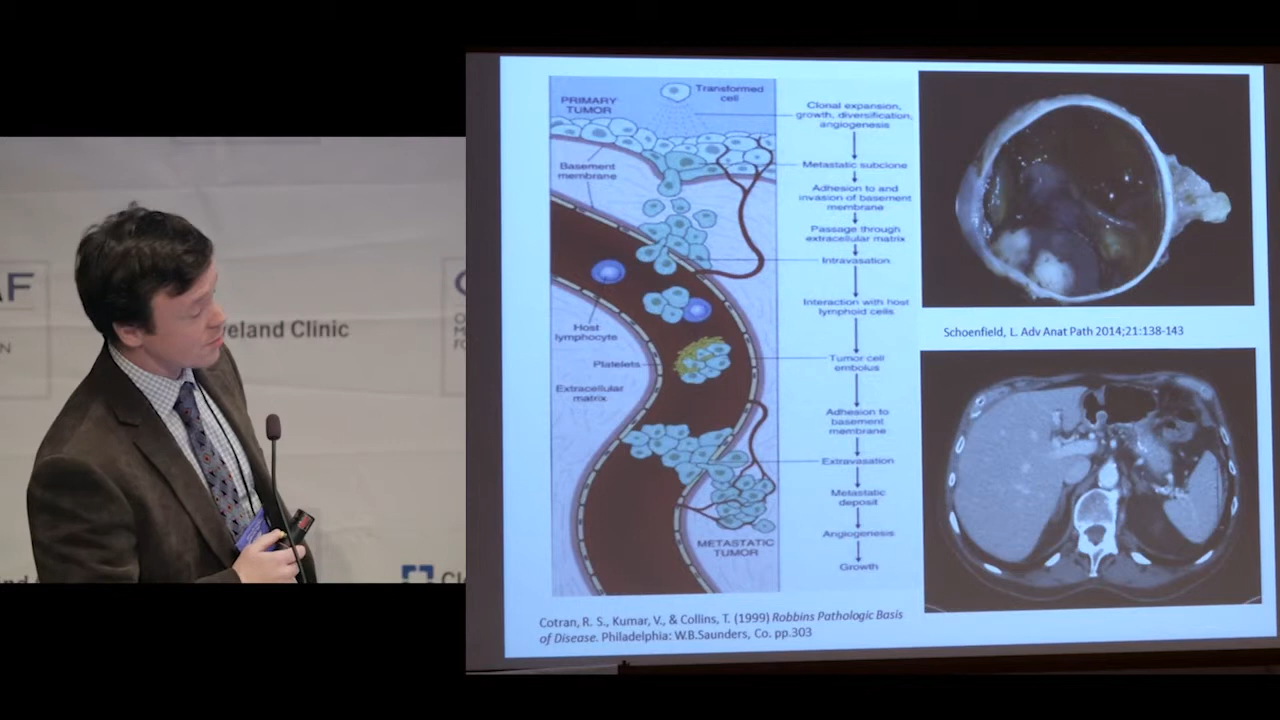 AF
N
eveland Clinic
PRIMARY
TUMOR
Transformed
cell
Basement
membrane
Host
lymphocyte
Platelets
Extracellular
matrix
METASTATIC
TUMOR
Clonal expansion,
growth, diversification,
angiogenesis
Metastatic subclone
Adhesion to and
invasion of basement
membrane
Passage through
extracellular matrix
Intravasation
Interaction with host
lymphoid cells
Tumor cell
embolus
Adhesion to
basement
membrane
Extravasation
Metastatic
deposit
Angiogenesis
Growth
Schoenfield, L. Adv Anat Path 2014;21:138-143
Cotran, R. S., Kumar, V., & Collins, T. (1999) Robbins Pathologic Basis
of Disease. Philadelphia: W.B.Saunders, Co. pp.303